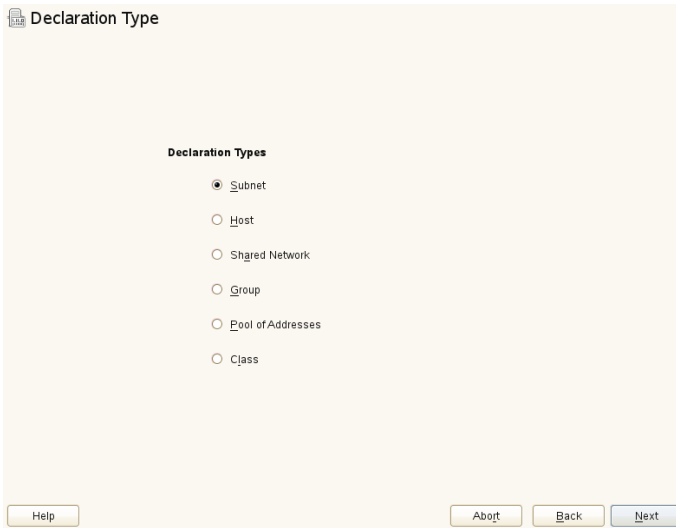 Declaration Type
Declaration Types
Subnet
Host
Shared Network
Group
Pool of Addresses
Class
Help Abort Back Next